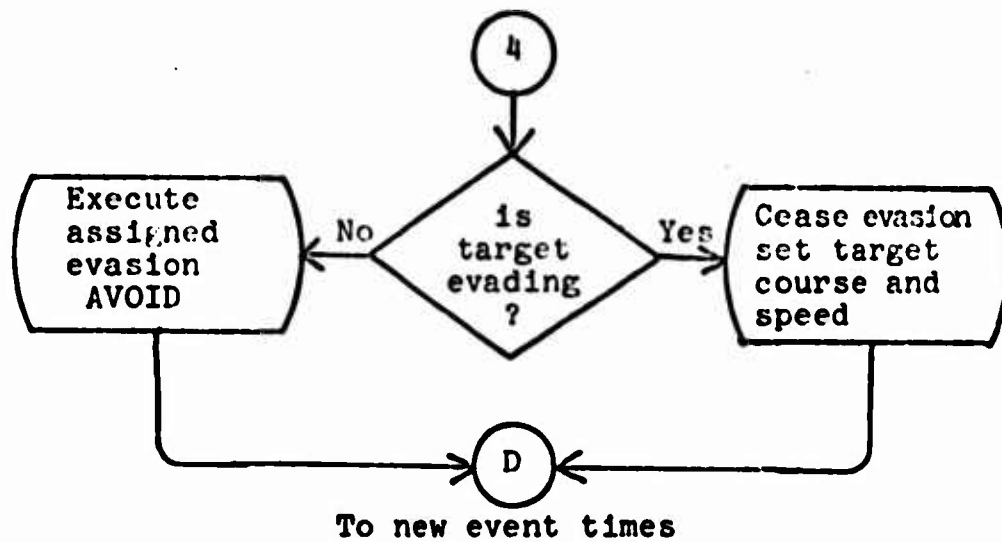 4
Execute
assigned
evasion
AVOID
No
is
target
evading
?
Yes
Cease evasion
set target
course and
speed
D
To new event times